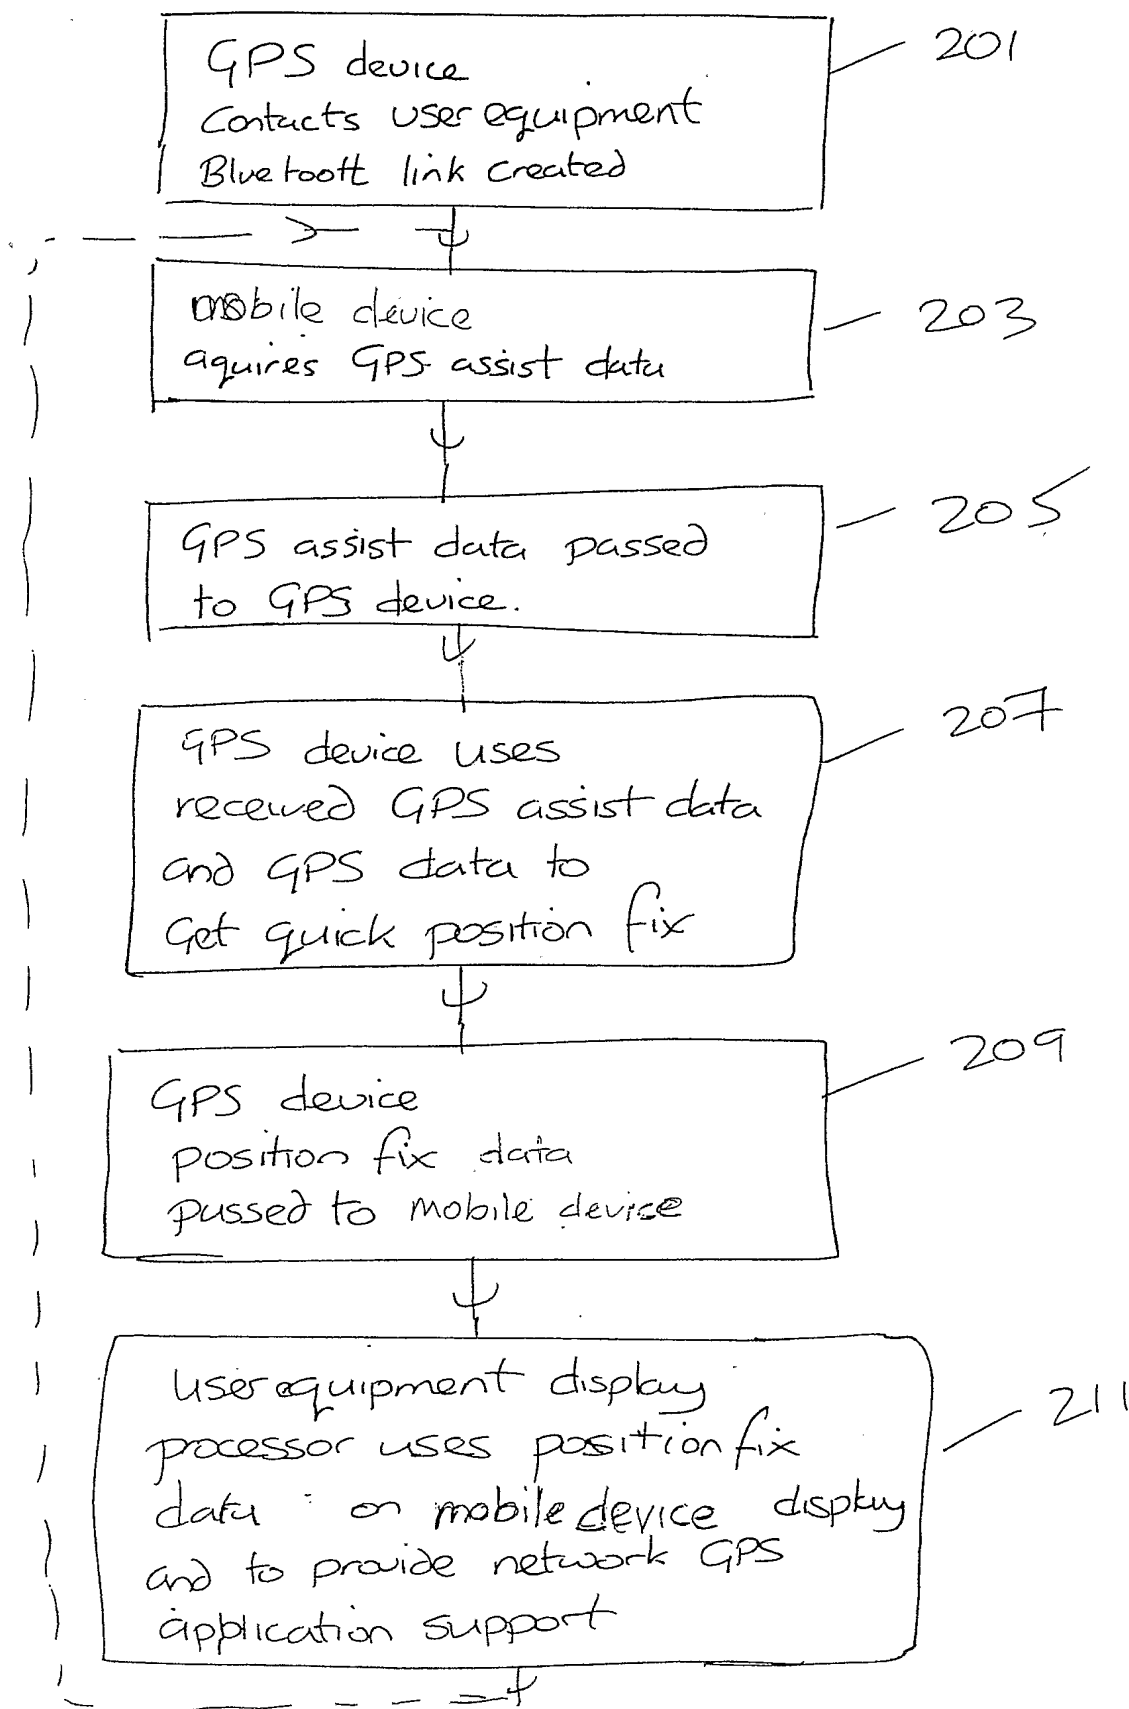 GPS device
Contacts user equipment
Bluetooth link created
201
mobile device
aquires GPS assist data
203
GPS assist data passed
to GPS device.
205
GPS device uses
received GPS assist data
and GPS data to
Get quick position fix
207
GPS device
position fix data
passed to mobile device
209
user equipment display
processor uses position fix
data on mobile device display
and to provide network GPS
application support
211